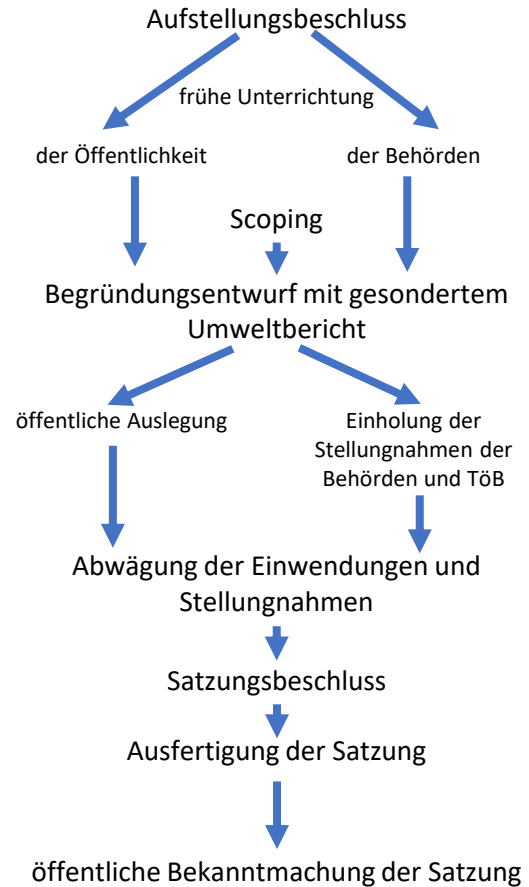 Aufstellungsbeschluss
frühe Unterrichtung
der Öffentlichkeit
der Behörden
Scoping
Begründungsentwurf mit gesondertem
Umweltbericht
öffentliche Auslegung
Einholung der
Stellungnahmen der
Behörden und TöB
Abwägung der Einwendungen und
Stellungnahmen
Satzungsbeschluss
Ausfertigung der Satzung
öffentliche Bekanntmachung der Satzung